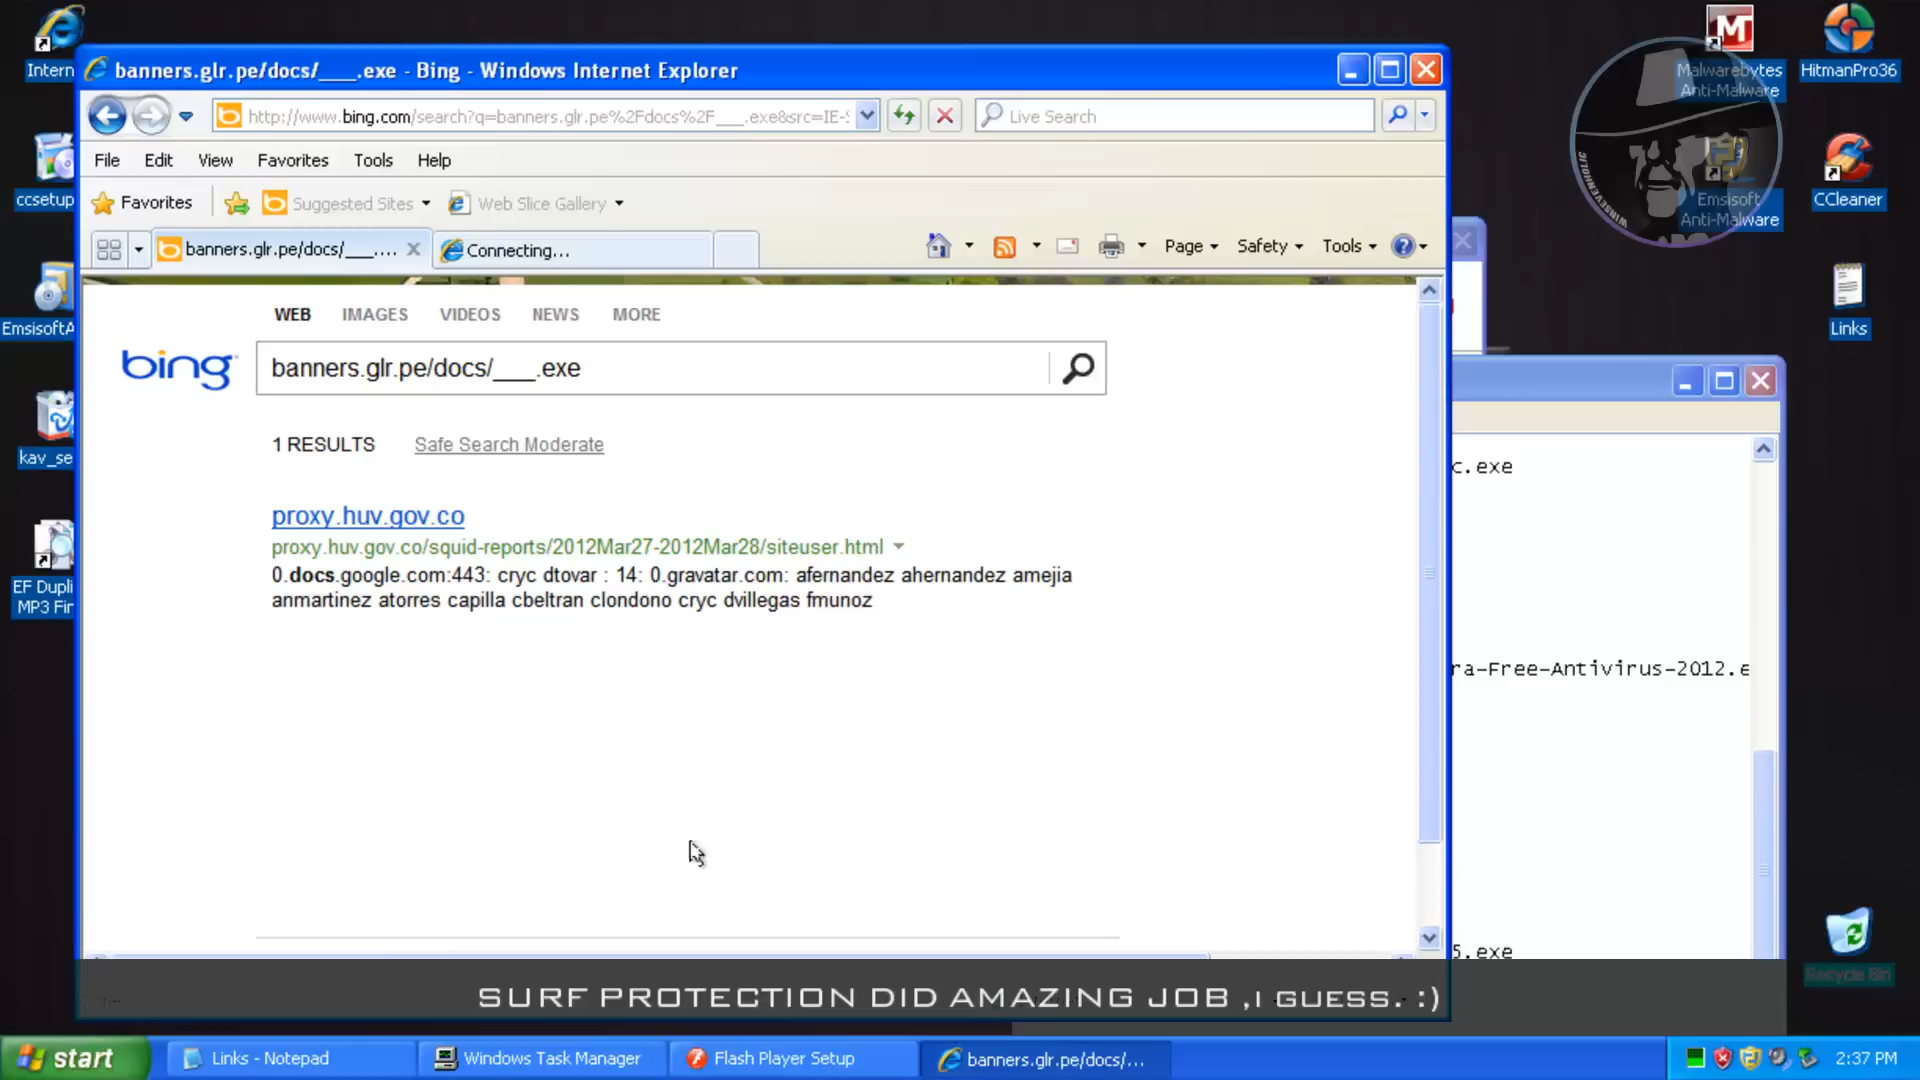 Intern
ccsetup
EmsisoftA
kav_se
EF Dupli
MP3 Fin
banners.glr.pe/docs/___.exe - Bing - Windows Internet Explorer
http://www.bing.com/search?q=banners.glr.pe%2Fdocs%2F___.exe&src=IE-S
Live Search
File Edit View Favorites Tools Help
Favorites Suggested Sites Web Slice Gallery
banners.glr.pe/docs/___.... Connecting...
Page Safety Tools
WEB IMAGES VIDEOS NEWS MORE
bing
banners.glr.pe/docs/___.exe
1 RESULTS Safe Search Moderate
proxy.huv.gov.co
proxy.huv.gov.co/squid-reports/2012Mar27-2012Mar28/siteuser.html
0.docs.google.com:443: cryc dtovar : 14: 0.gravatar.com: afernandez ahernandez amejia
anmartinez atorres capilla cbeltran clondono cryc dvillegas fmunoz
c.exe
ra-Free-Antivirus-2012.e
5.exe
Malwarebytes
Anti-Malware
HitmanPro36
Emsisoft
Anti-Malware
CCleaner
Links
Recycle Bin
SURF PROTECTION DID AMAZING JOB ,I GUESS. :)
start
Links - Notepad
Windows Task Manager
Flash Player Setup
banners.glr.pe/docs/...
2:37 PM